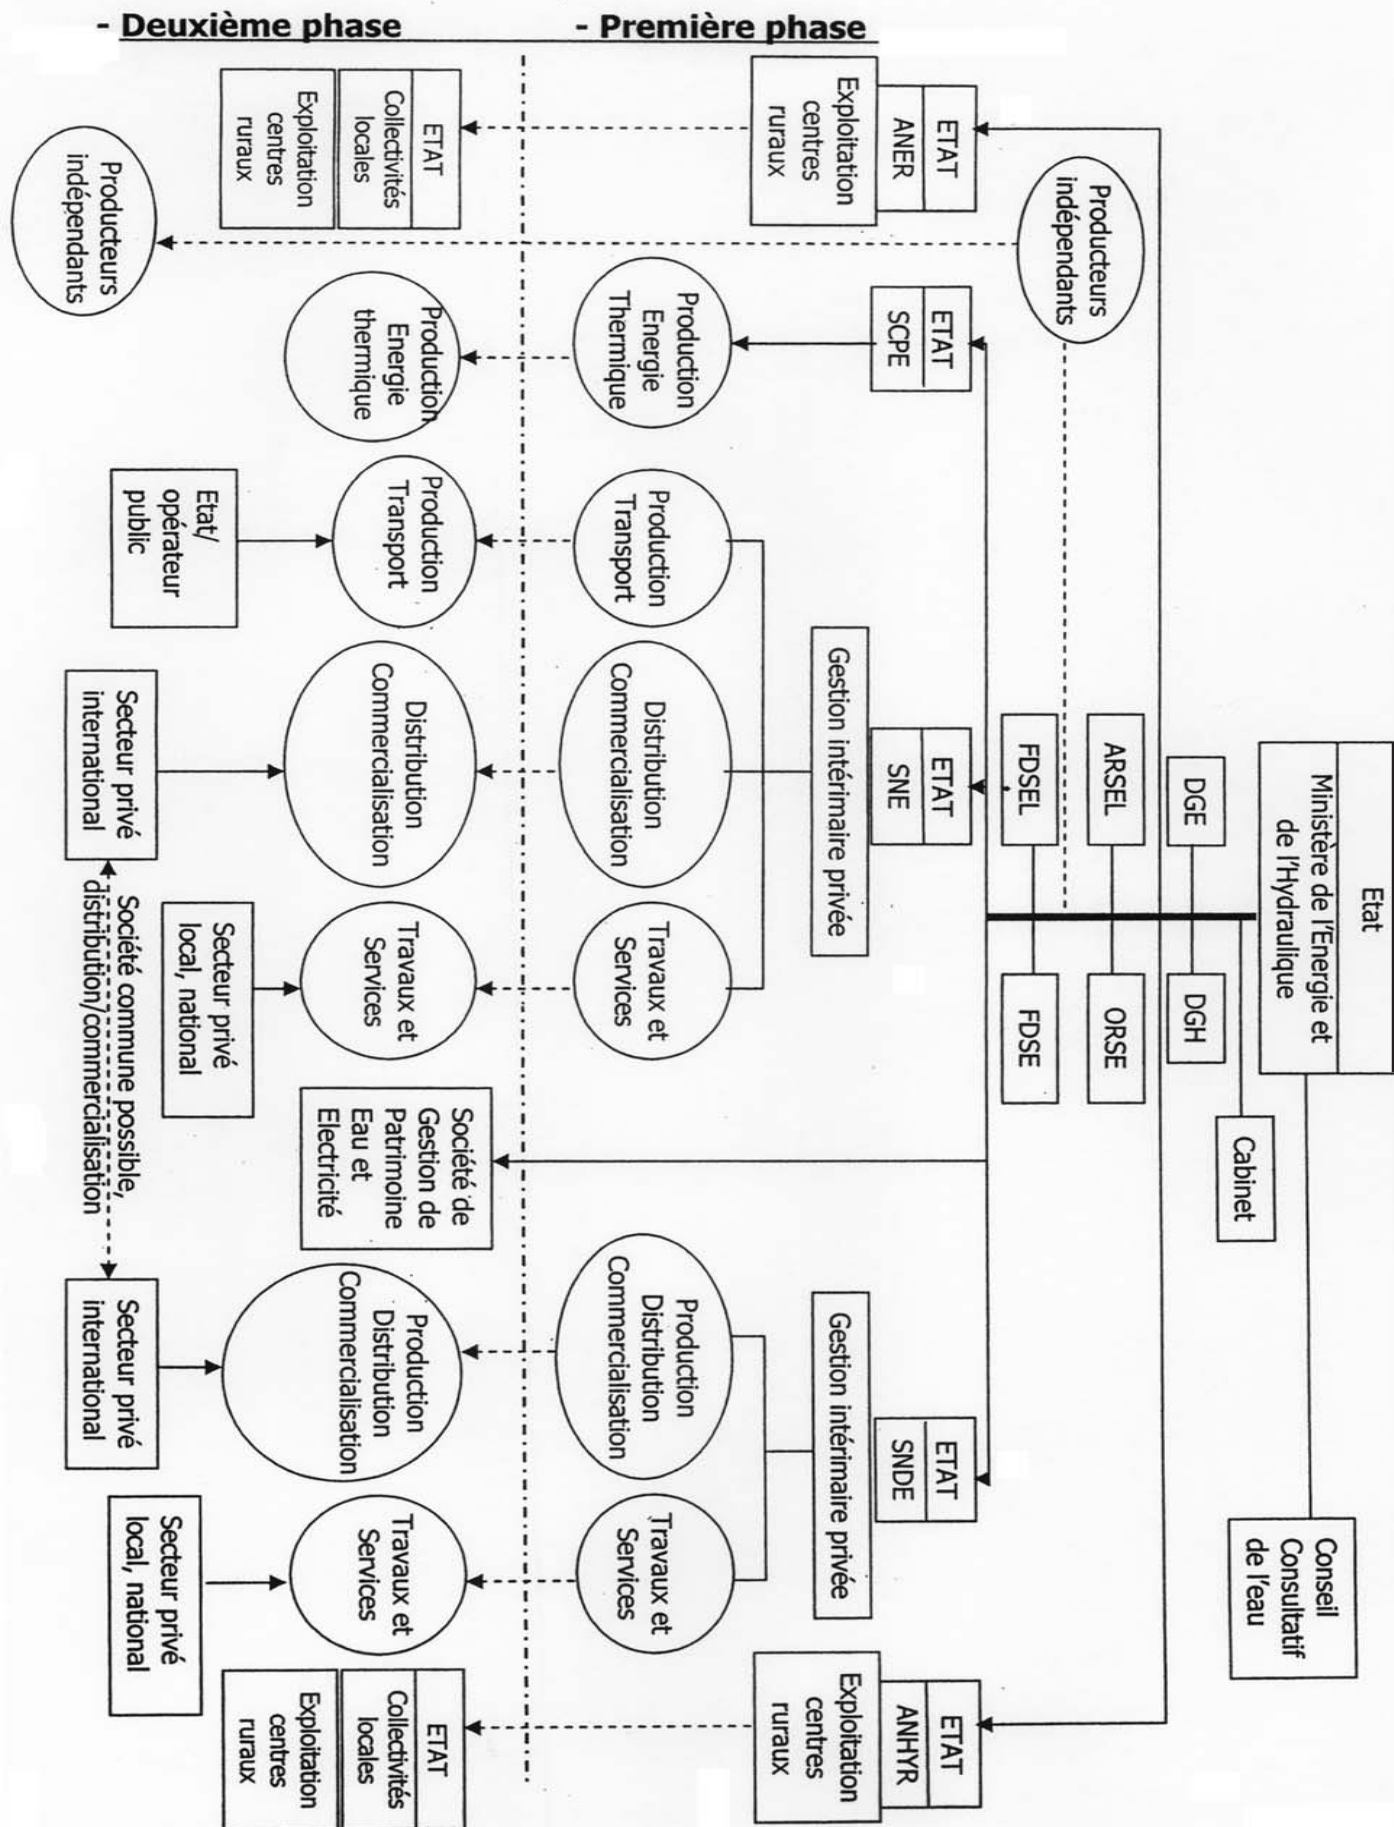 - Première phase
- Deuxième phase
Etat
Ministère de l'Energie et
de l'Hydraulique
Conseil
Consultatif
de l'eau
Cabinet
DGE
DGH
ARSEL
ORSE
FDSEL
FDSE
Producteurs
indépendants
ETAT
ANER
Exploitation
centres
ruraux
ETAT
SCPE
ETAT
SNE
ETAT
SNDE
ETAT
ANHYR
Exploitation
centres
ruraux
Gestion intérimaire privée
Gestion intérimaire privée
Production
Energie
Thermique
Production
Transport
Distribution
Commercialisation
Travaux et
Services
Production
Distribution
Commercialisation
Travaux et
Services
ETAT
Collectivités
locales
Exploitation
centres
ruraux
Producteurs
indépendants
Production
Energie
thermique
Production
Transport
Distribution
Commercialisation
Travaux et
Services
Société de
Gestion de
Patrimoine
Eau et
Electricité
Production
Distribution
Commercialisation
Travaux et
Services
ETAT
Collectivités
locales
Exploitation
centres
ruraux
Etat/
opérateur
public
Secteur privé
international
Secteur privé
local, national
Société commune possible,
distribution/commercialisation
Secteur privé
international
Secteur privé
local, national